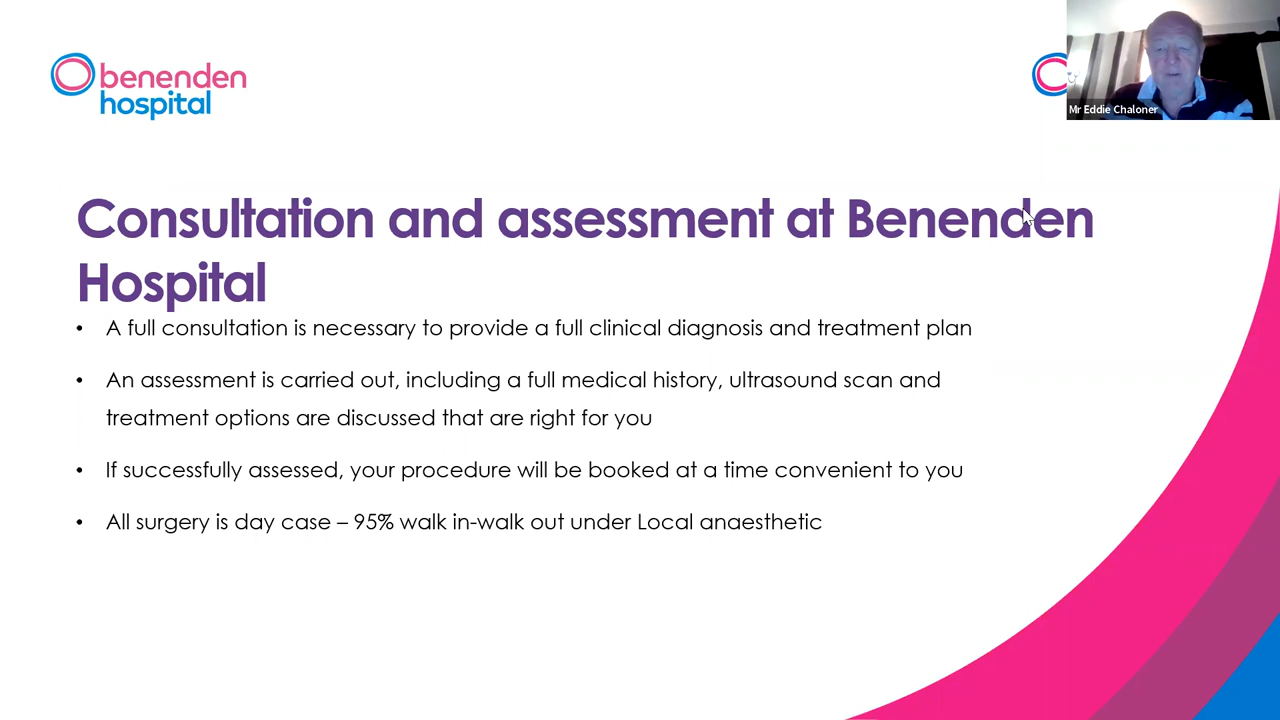 benenden
hospital
Mr Eddie Chaloner
Consultation and assessment at Benenden
Hospital
• A full consultation is necessary to provide a full clinical diagnosis and treatment plan
• An assessment is carried out, including a full medical history, ultrasound scan and
treatment options are discussed that are right for you
• If successfully assessed, your procedure will be booked at a time convenient to you
• All surgery is day case – 95% walk in-walk out under Local anaesthetic